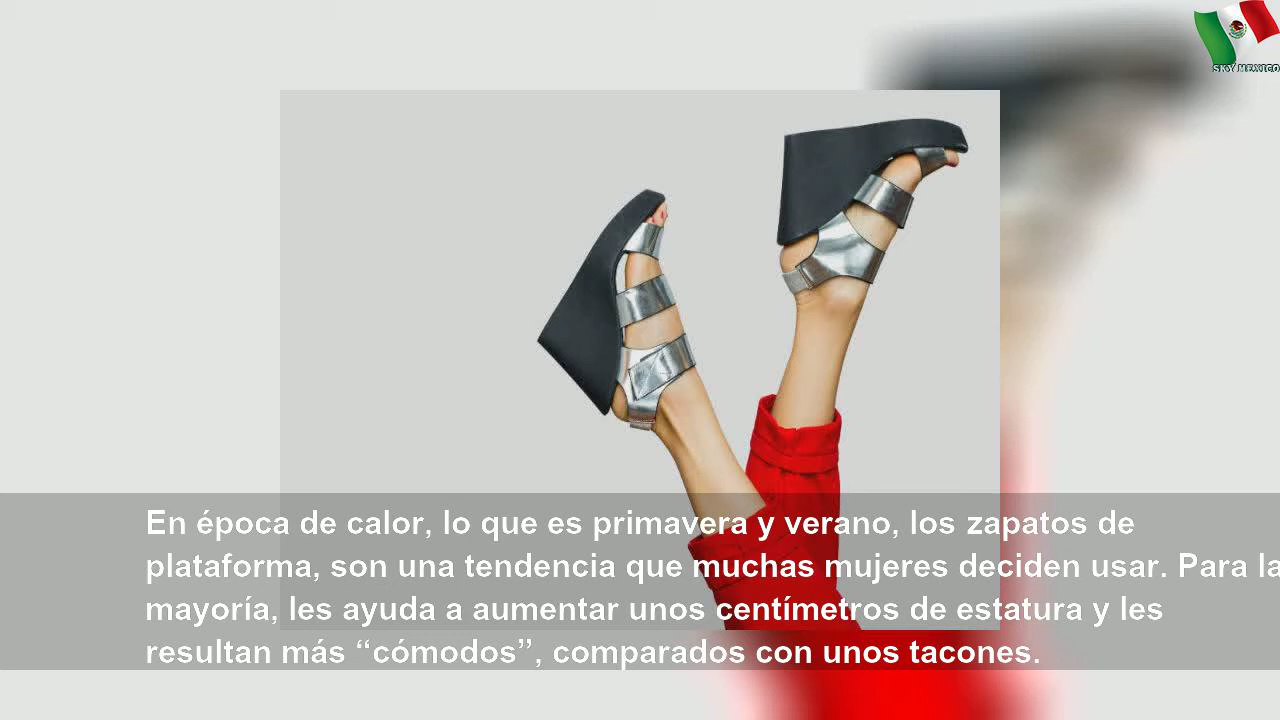 SKY MEXICO
En época de calor, lo que es primavera y verano, los zapatos de
plataforma, son una tendencia que muchas mujeres deciden usar. Para la
mayoría, les ayuda a aumentar unos centímetros de estatura y les
resultan más “cómodos”, comparados con unos tacones.